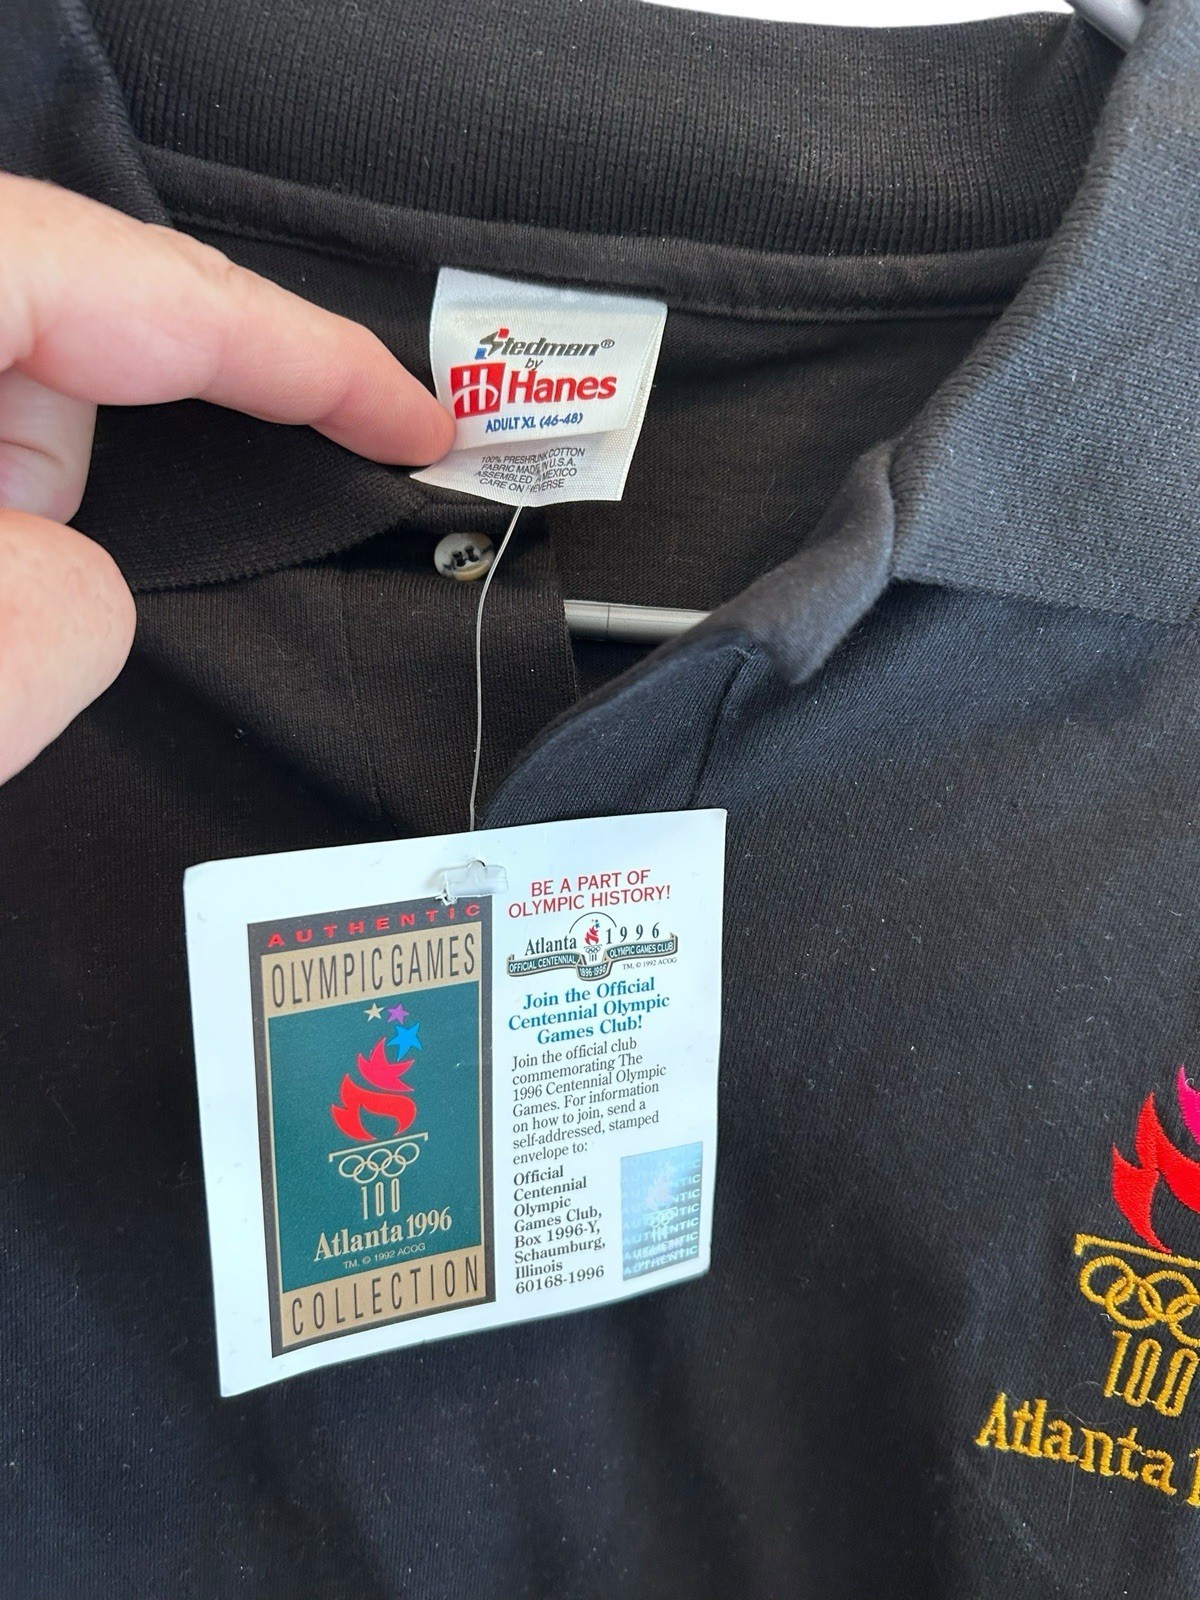 Stedman®
by
Hanes
ADULT XL (46-48)
100% PRESHRUNK COTTON
FABRIC MADE IN U.S.A.
ASSEMBLED IN MEXICO
CARE ON REVERSE
AUTHENTIC
OLYMPIC GAMES
100
Atlanta 1996
TM, © 1992 ACOG
COLLECTION
BE A PART OF
OLYMPIC HISTORY!
Atlanta 1996
OFFICIAL CENTENNIAL OLYMPIC GAMES CLUB
1896-1996
TM, © 1992 ACOG
Join the Official
Centennial Olympic
Games Club!
Join the official club
commemorating The
1996 Centennial Olympic
Games. For information
on how to join, send a
self-addressed, stamped
envelope to:
Official
Centennial
Olympic
Games Club,
Box 1996-Y,
Schaumburg,
Illinois
60168-1996
AUTHENTIC
100
Atlanta 1